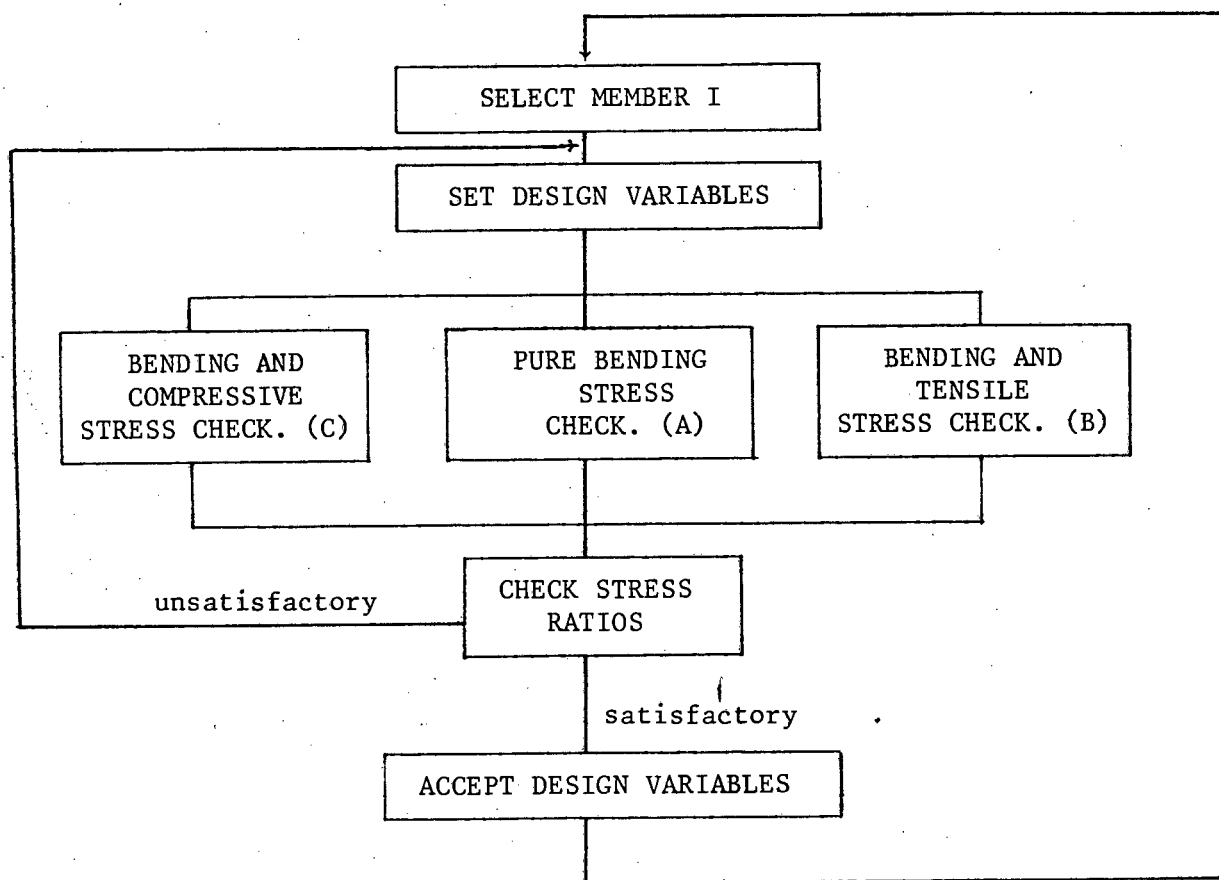 SELECT MEMBER I
SET DESIGN VARIABLES
BENDING AND
COMPRESSIVE
STRESS CHECK. (C)
PURE BENDING
STRESS
CHECK. (A)
BENDING AND
TENSILE
STRESS CHECK. (B)
CHECK STRESS
RATIOS
unsatisfactory
satisfactory
ACCEPT DESIGN VARIABLES